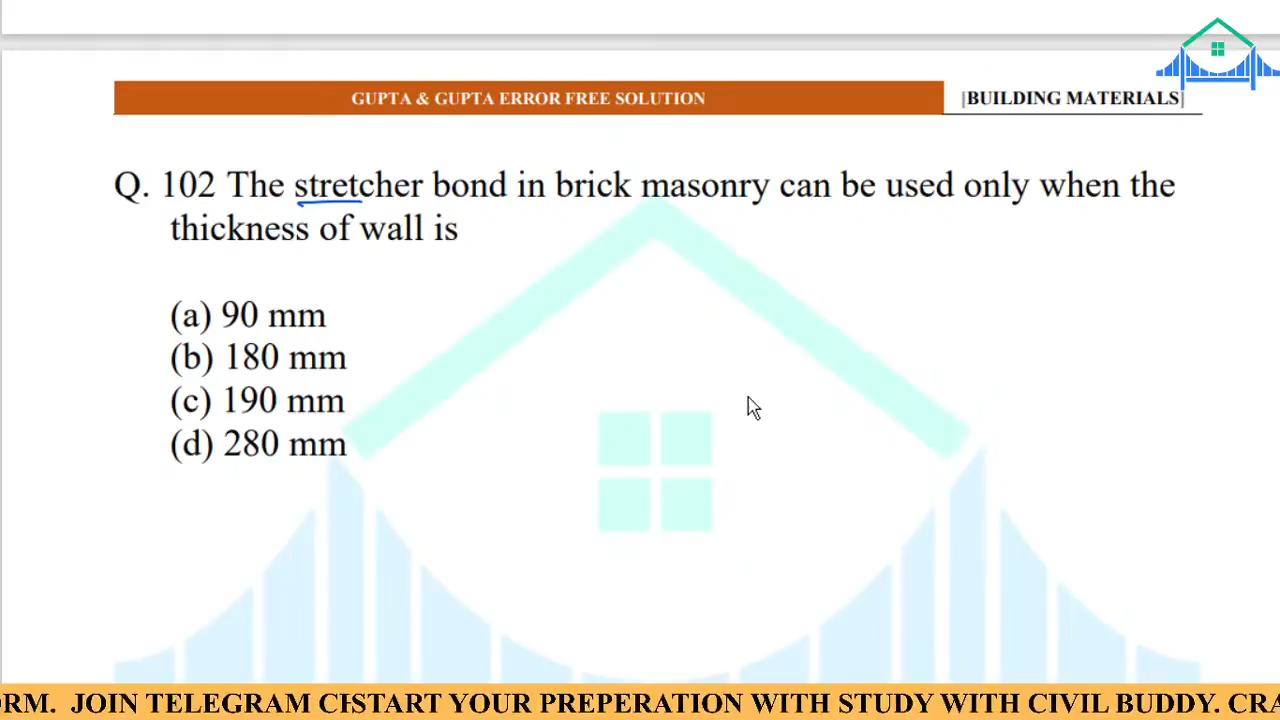 GUPTA & GUPTA ERROR FREE SOLUTION
|BUILDING MATERIALS|
Q. 102 The stretcher bond in brick masonry can be used only when the
thickness of wall is
(a) 90 mm
(b) 180 mm
(c) 190 mm
(d) 280 mm
ORM. JOIN TELEGRAM CHSTART YOUR PREPERATION WITH STUDY WITH CIVIL BUDDY. CRA